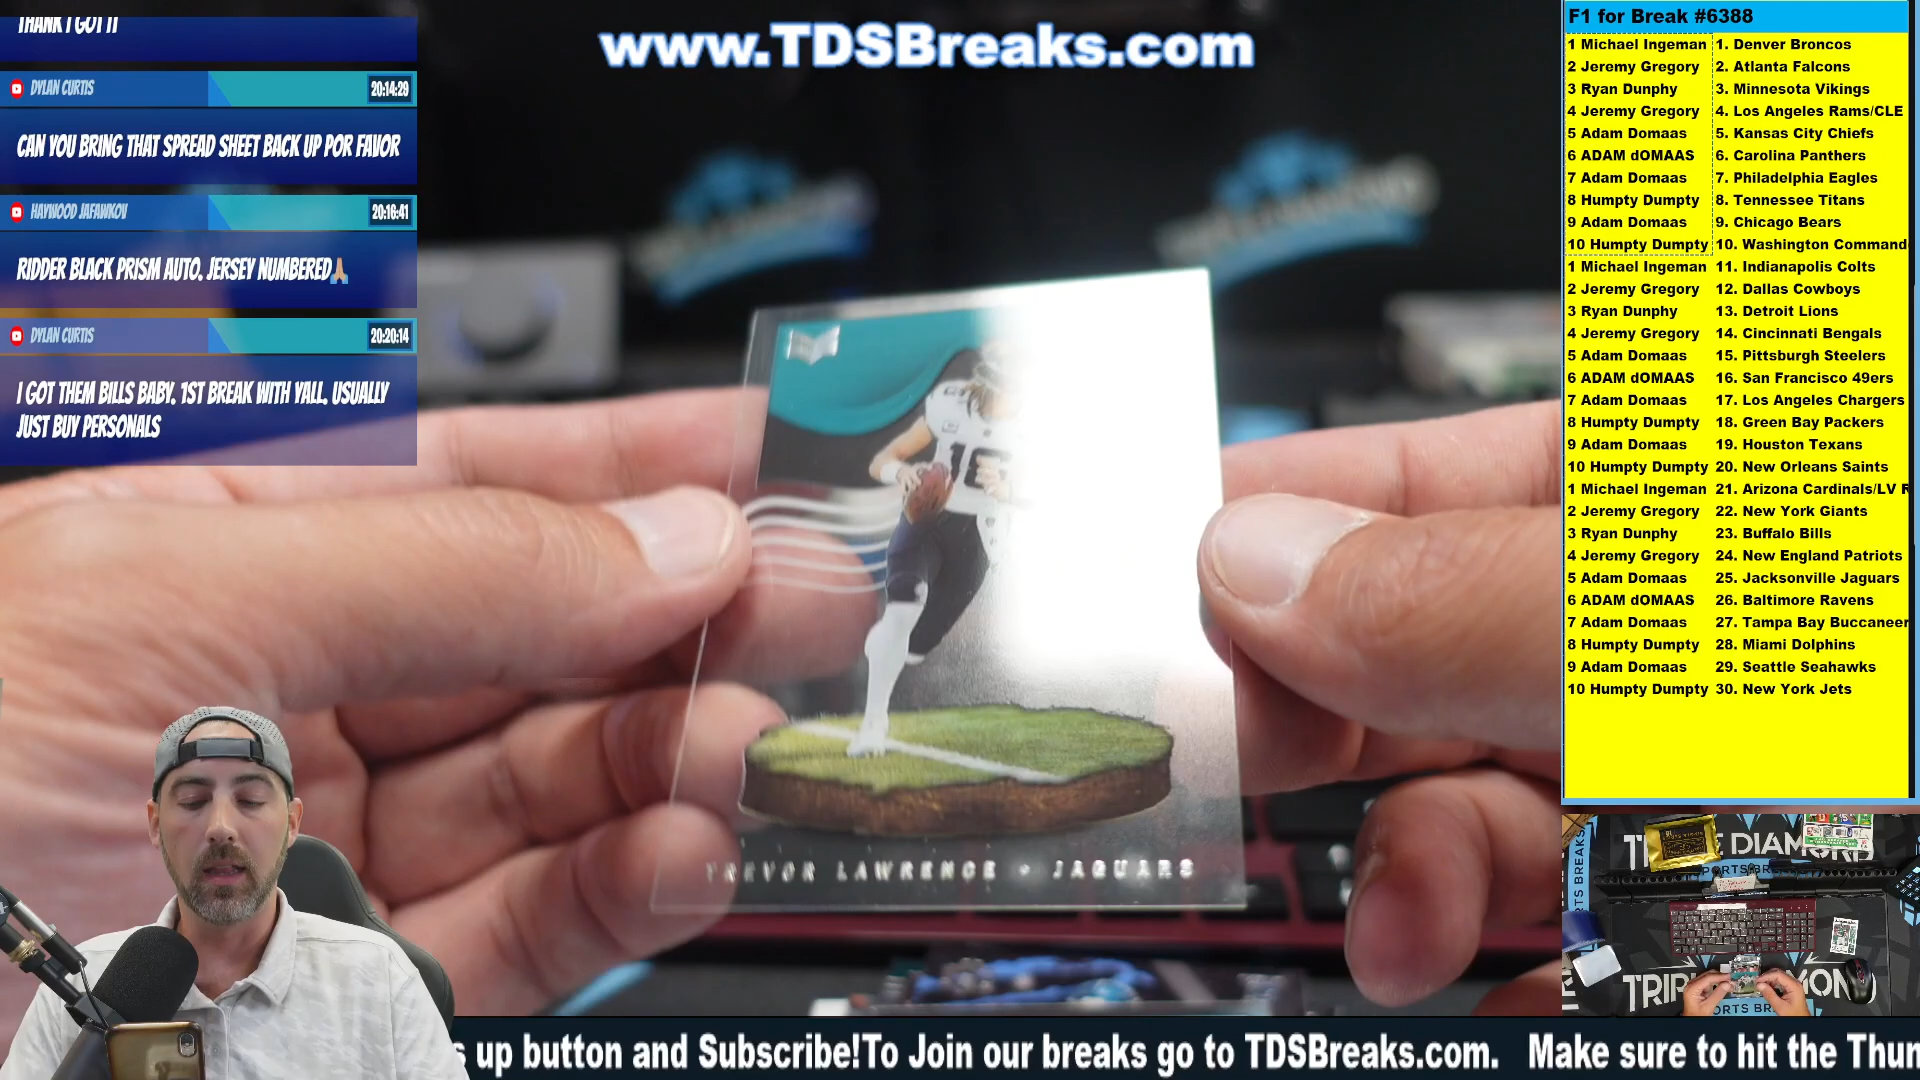 THANK I GOT IT
DYLAN CURTIS
20:14:29
CAN YOU BRING THAT SPREAD SHEET BACK UP POR FAVOR
HAYWOOD JAFAWKOV
20:16:41
RIDDER BLACK PRISM AUTO, JERSEY NUMBERED🙏🏼
DYLAN CURTIS
20:20:14
I GOT THEM BILLS BABY. 1ST BREAK WITH YALL. USUALLY
JUST BUY PERSONALS
www.TDSBreaks.com
TREVOR LAWRENCE • JAGUARS
F1 for Break #6388
1 Michael Ingeman 1. Denver Broncos
2 Jeremy Gregory 2. Atlanta Falcons
3 Ryan Dunphy 3. Minnesota Vikings
4 Jeremy Gregory 4. Los Angeles Rams/CLE
5 Adam Domaas 5. Kansas City Chiefs
6 ADAM dOMAAS 6. Carolina Panthers
7 Adam Domaas 7. Philadelphia Eagles
8 Humpty Dumpty 8. Tennessee Titans
9 Adam Domaas 9. Chicago Bears
10 Humpty Dumpty 10. Washington Command
1 Michael Ingeman 11. Indianapolis Colts
2 Jeremy Gregory 12. Dallas Cowboys
3 Ryan Dunphy 13. Detroit Lions
4 Jeremy Gregory 14. Cincinnati Bengals
5 Adam Domaas 15. Pittsburgh Steelers
6 ADAM dOMAAS 16. San Francisco 49ers
7 Adam Domaas 17. Los Angeles Chargers
8 Humpty Dumpty 18. Green Bay Packers
9 Adam Domaas 19. Houston Texans
10 Humpty Dumpty 20. New Orleans Saints
1 Michael Ingeman 21. Arizona Cardinals/LV R
2 Jeremy Gregory 22. New York Giants
3 Ryan Dunphy 23. Buffalo Bills
4 Jeremy Gregory 24. New England Patriots
5 Adam Domaas 25. Jacksonville Jaguars
6 ADAM dOMAAS 26. Baltimore Ravens
7 Adam Domaas 27. Tampa Bay Buccaneer
8 Humpty Dumpty 28. Miami Dolphins
9 Adam Domaas 29. Seattle Seahawks
10 Humpty Dumpty 30. New York Jets
DIAMOND
SPORTS BREAKS
s up button and Subscribe!To Join our breaks go to TDSBreaks.com. Make sure to hit the Thum